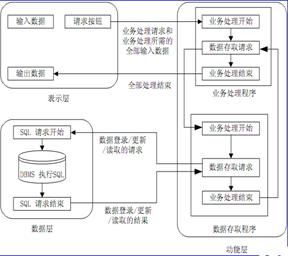 输入数据
请求按钮
输出数据
表示层
业务处理请求和
业务处理所需的
全部输入数据
全部处理结束
业务处理开始
数据存取请求
业务处理结束
业务处理程序
SQL 请求开始
DBMS 执行SQL
SQL 请求结束
数据层
数据登录/更新
/读取的请求
数据登录/更新
/读取的结果
业务处理开始
数据存取请求
业务处理结束
数据存取程序
功能层